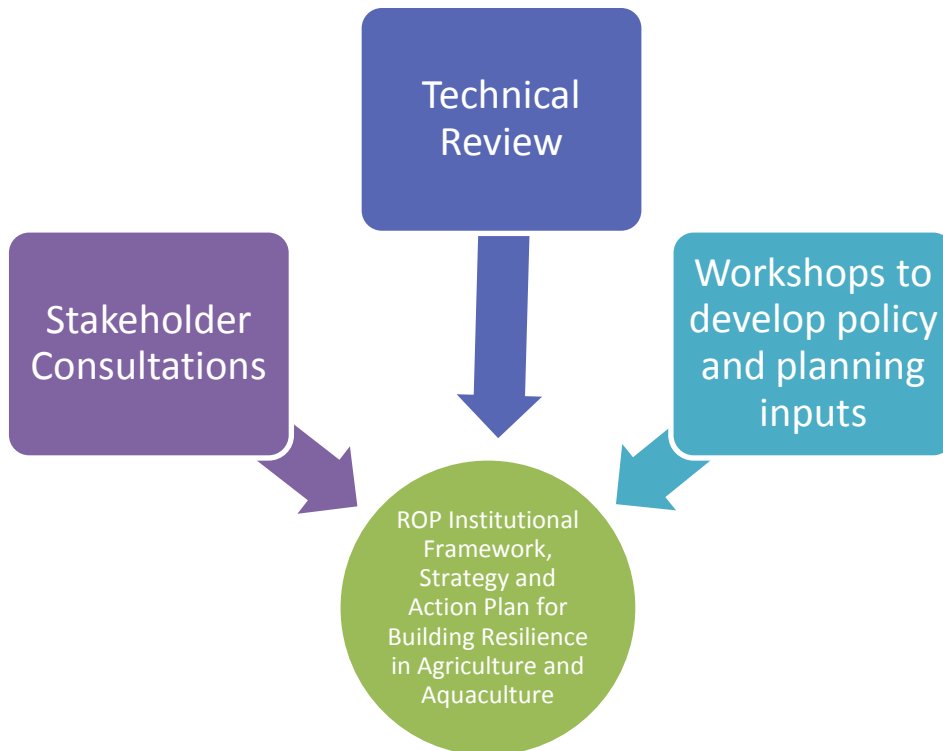 Technical
Review
Stakeholder
Consultations
Workshops to
develop policy
and planning
inputs
ROP Institutional
Framework,
Strategy and
Action Plan for
Building Resilience
in Agriculture and
Aquaculture